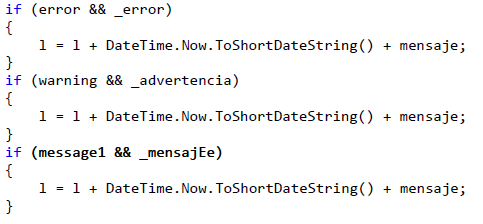 if (error && _error)
{
l = l + DateTime.Now.ToShortDateString() + mensaje;
}
if (warning && _advertencia)
{
l = l + DateTime.Now.ToShortDateString() + mensaje;
}
if (message1 && _mensajEe)
{
l = l + DateTime.Now.ToShortDateString() + mensaje;
}